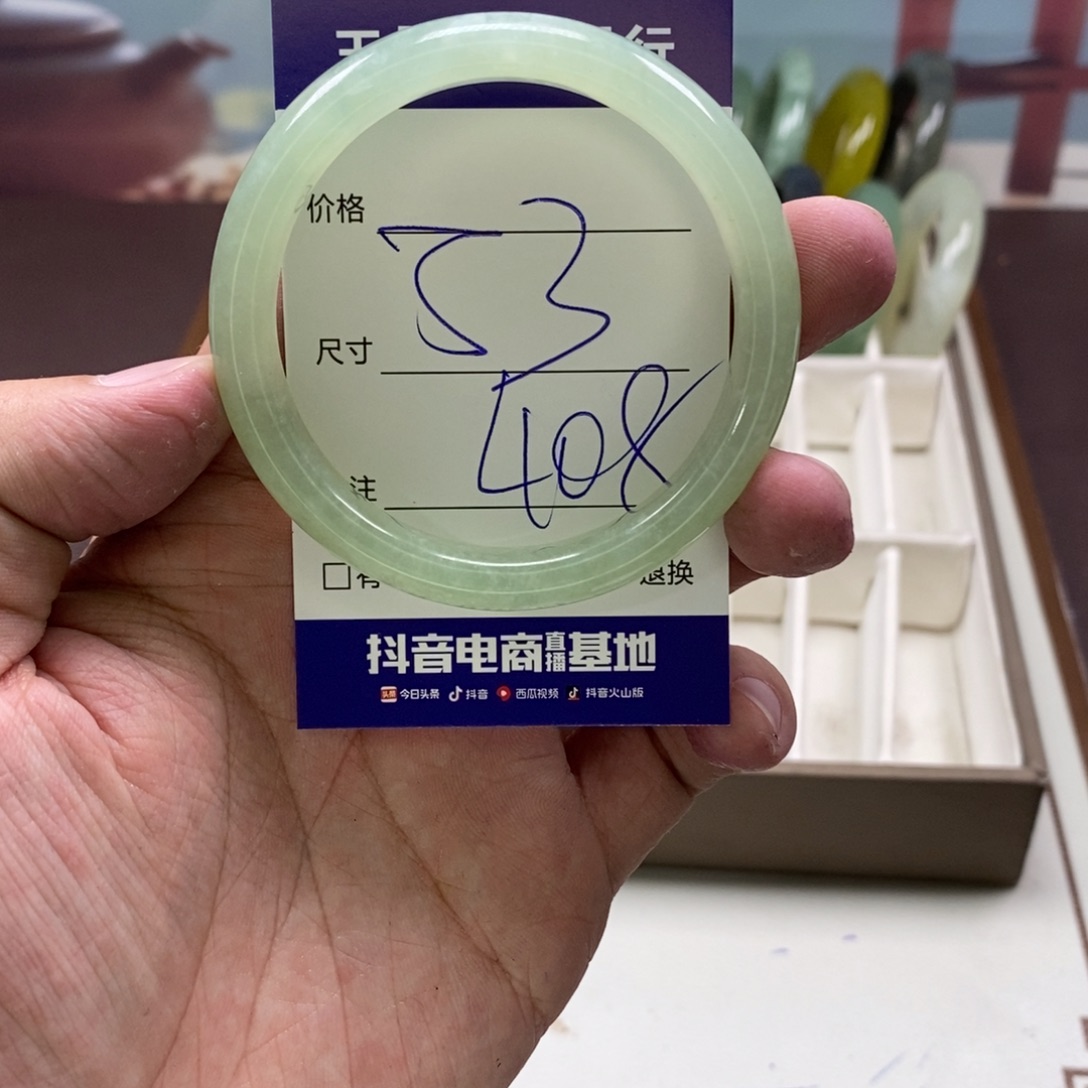 行
价格
53
尺寸
408
注
退换
抖音电商直播基地
今日头条 抖音 西瓜视频 抖音火山版